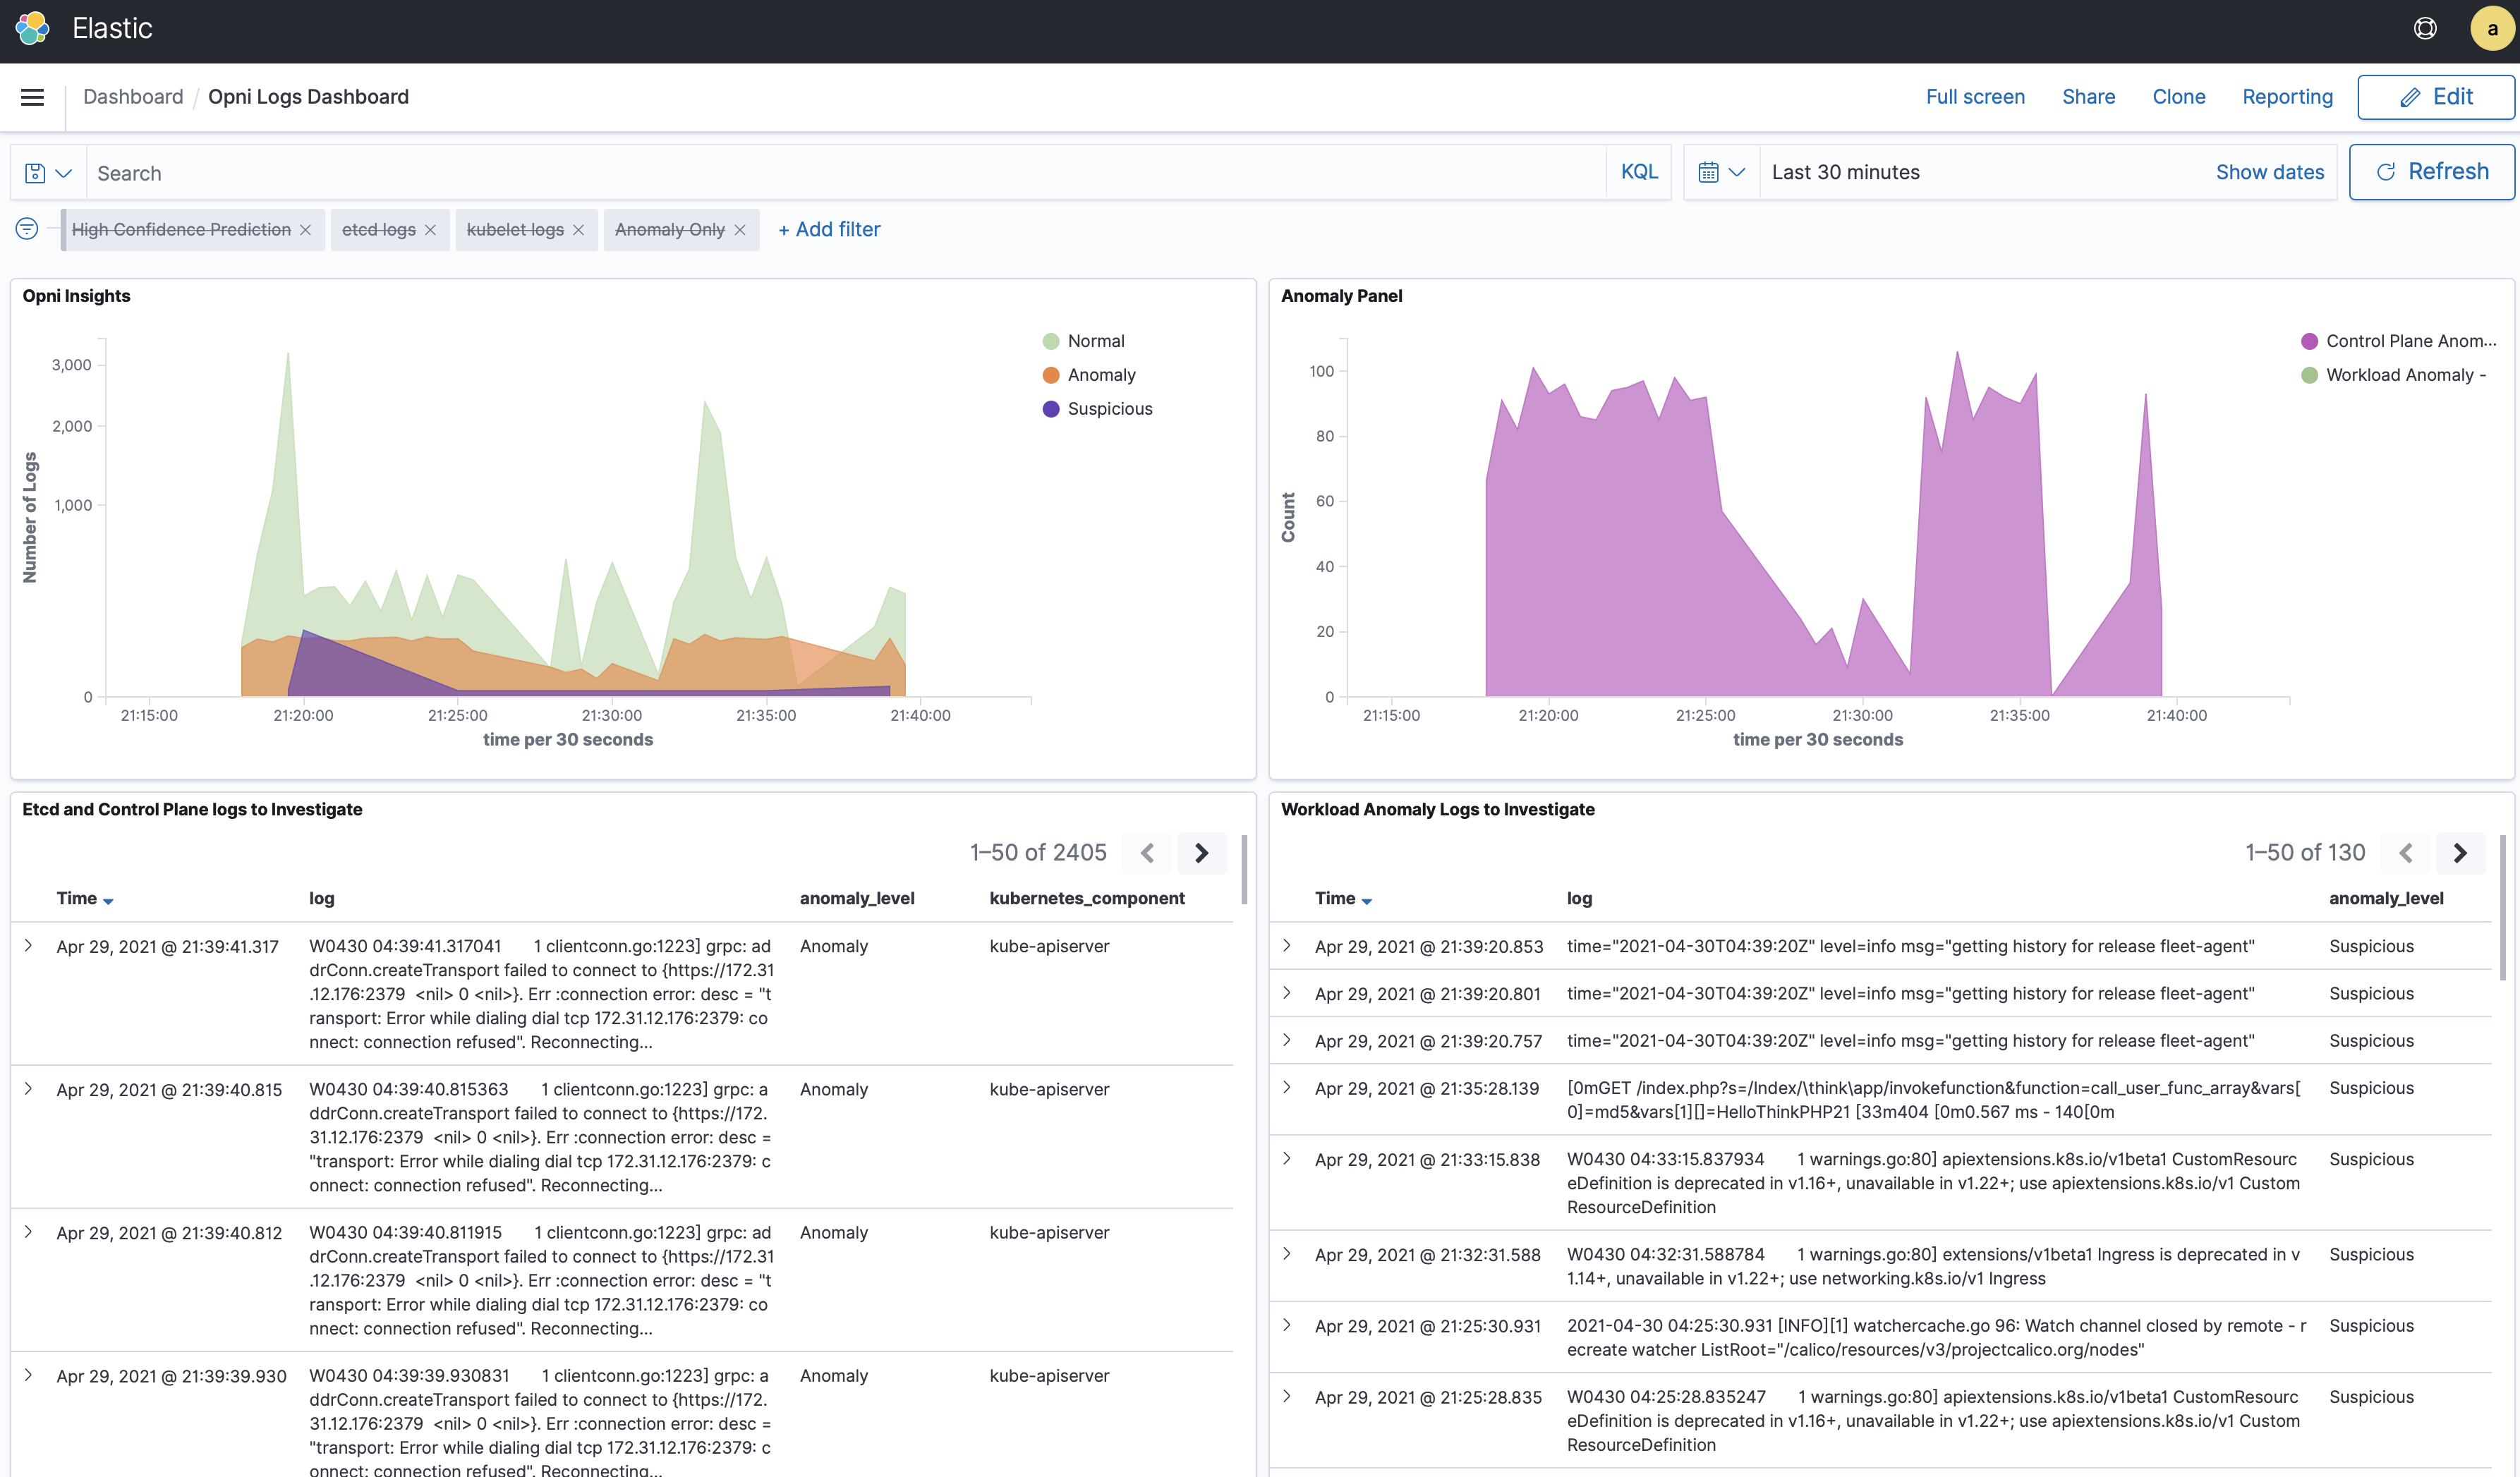 Elastic
a
Dashboard / Opni Logs Dashboard
Full screen Share Clone Reporting Edit
Search KQL Last 30 minutes Show dates Refresh
High Confidence Prediction etcd logs kubelet logs Anomaly Only + Add filter
Opni Insights
Number of Logs
3,000
2,000
1,000
0
21:15:00 21:20:00 21:25:00 21:30:00 21:35:00 21:40:00
time per 30 seconds
Normal
Anomaly
Suspicious
Anomaly Panel
Count
100
80
60
40
20
0
21:15:00 21:20:00 21:25:00 21:30:00 21:35:00 21:40:00
time per 30 seconds
Control Plane Anom...
Workload Anomaly -
Etcd and Control Plane logs to Investigate
1–50 of 2405
Time log anomaly_level kubernetes_component
Apr 29, 2021 @ 21:39:41.317 W0430 04:39:41.317041 1 clientconn.go:1223] grpc: ad Anomaly kube-apiserver
drConn.createTransport failed to connect to {https://172.31
.12.176:2379 <nil> 0 <nil>}. Err :connection error: desc = "t
ransport: Error while dialing dial tcp 172.31.12.176:2379: co
nnect: connection refused". Reconnecting...
Apr 29, 2021 @ 21:39:40.815 W0430 04:39:40.815363 1 clientconn.go:1223] grpc: a Anomaly kube-apiserver
ddrConn.createTransport failed to connect to {https://172.
31.12.176:2379 <nil> 0 <nil>}. Err :connection error: desc =
"transport: Error while dialing dial tcp 172.31.12.176:2379: c
onnect: connection refused". Reconnecting...
Apr 29, 2021 @ 21:39:40.812 W0430 04:39:40.811915 1 clientconn.go:1223] grpc: ad Anomaly kube-apiserver
drConn.createTransport failed to connect to {https://172.31
.12.176:2379 <nil> 0 <nil>}. Err :connection error: desc = "t
ransport: Error while dialing dial tcp 172.31.12.176:2379: co
nnect: connection refused". Reconnecting...
Apr 29, 2021 @ 21:39:39.930 W0430 04:39:39.930831 1 clientconn.go:1223] grpc: a Anomaly kube-apiserver
ddrConn.createTransport failed to connect to {https://172.
31.12.176:2379 <nil> 0 <nil>}. Err :connection error: desc =
"transport: Error while dialing dial tcp 172.31.12.176:2379: c
onnect: connection refused". Reconnecting...
Workload Anomaly Logs to Investigate
1–50 of 130
Time log anomaly_level
Apr 29, 2021 @ 21:39:20.853 time="2021-04-30T04:39:20Z" level=info msg="getting history for release fleet-agent" Suspicious
Apr 29, 2021 @ 21:39:20.801 time="2021-04-30T04:39:20Z" level=info msg="getting history for release fleet-agent" Suspicious
Apr 29, 2021 @ 21:39:20.757 time="2021-04-30T04:39:20Z" level=info msg="getting history for release fleet-agent" Suspicious
Apr 29, 2021 @ 21:35:28.139 [0mGET /index.php?s=/Index/\think\app/invokefunction&function=call_user_func_array&vars[ Suspicious
0]=md5&vars[1][]=HelloThinkPHP21 [33m404 [0m0.567 ms - 140[0m
Apr 29, 2021 @ 21:33:15.838 W0430 04:33:15.837934 1 warnings.go:80] apiextensions.k8s.io/v1beta1 CustomResourc Suspicious
eDefinition is deprecated in v1.16+, unavailable in v1.22+; use apiextensions.k8s.io/v1 Custom
ResourceDefinition
Apr 29, 2021 @ 21:32:31.588 W0430 04:32:31.588784 1 warnings.go:80] extensions/v1beta1 Ingress is deprecated in v Suspicious
1.14+, unavailable in v1.22+; use networking.k8s.io/v1 Ingress
Apr 29, 2021 @ 21:25:30.931 2021-04-30 04:25:30.931 [INFO][1] watchercache.go 96: Watch channel closed by remote - r Suspicious
ecreate watcher ListRoot="/calico/resources/v3/projectcalico.org/nodes"
Apr 29, 2021 @ 21:25:28.835 W0430 04:25:28.835247 1 warnings.go:80] apiextensions.k8s.io/v1beta1 CustomResourc Suspicious
eDefinition is deprecated in v1.16+, unavailable in v1.22+; use apiextensions.k8s.io/v1 Custom
ResourceDefinition